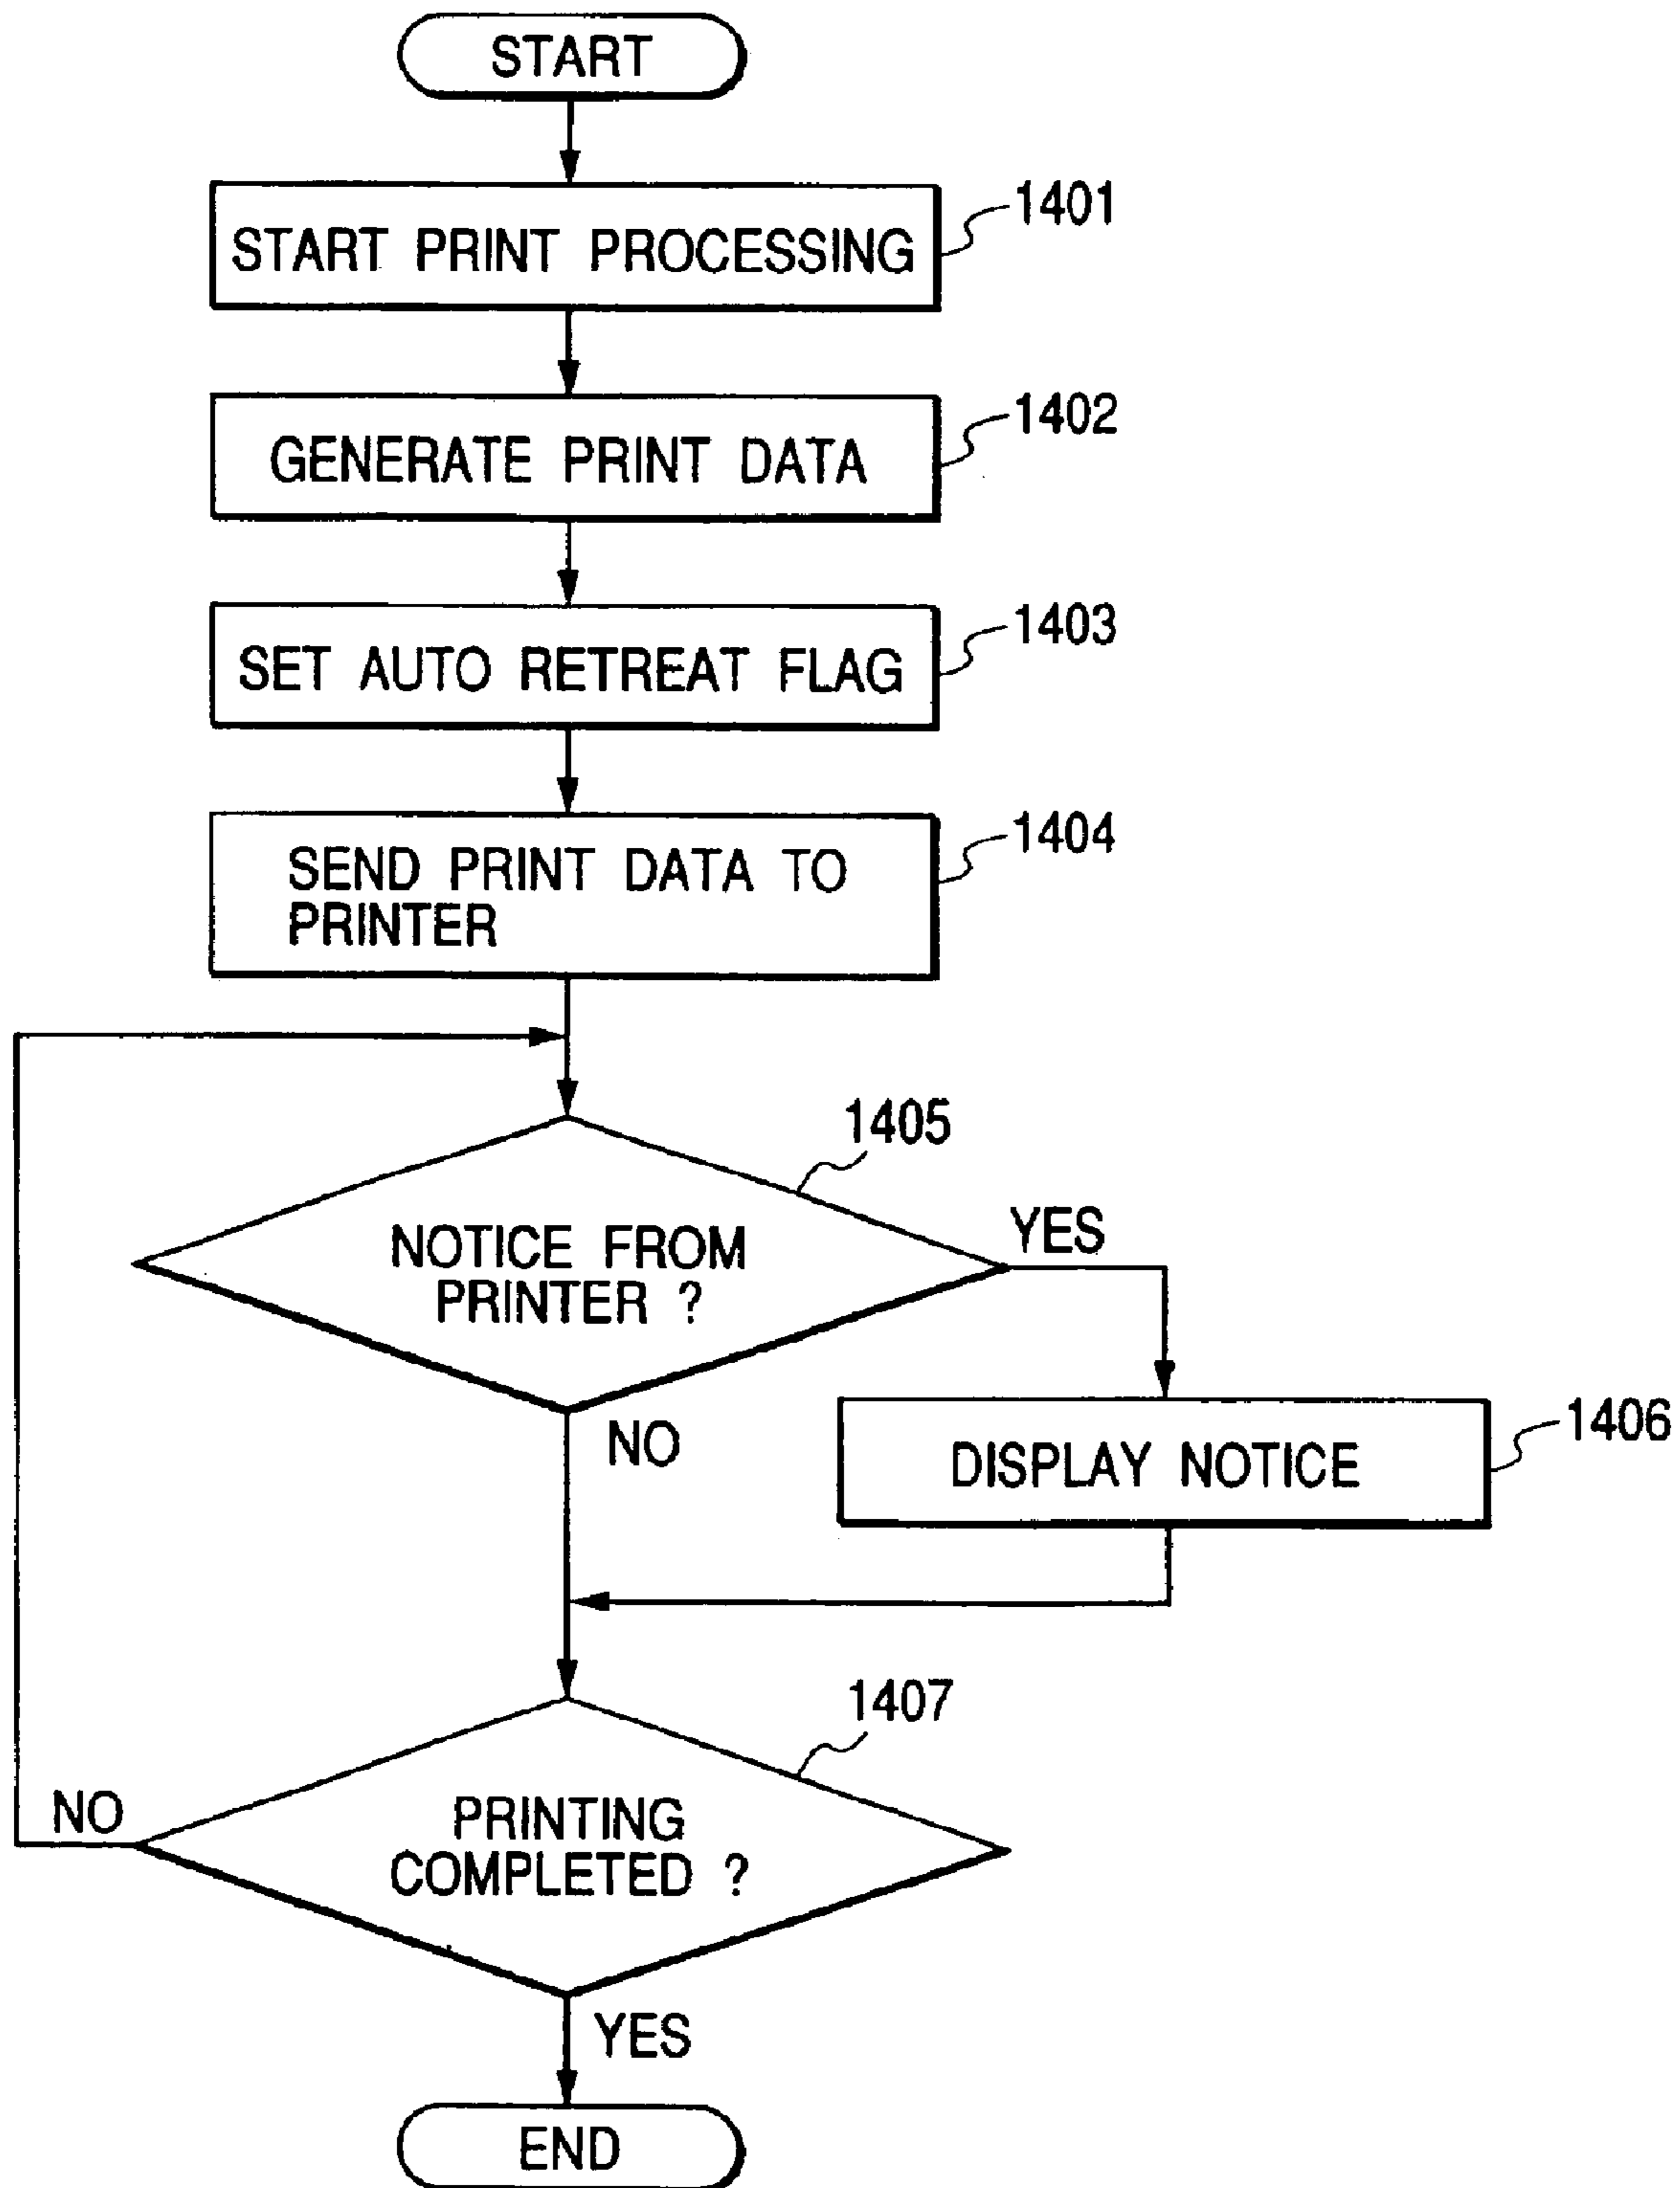 START
1401
START PRINT PROCESSING
1402
GENERATE PRINT DATA
1403
SET AUTO RETREAT FLAG
1404
SEND PRINT DATA TO
PRINTER
1405
NOTICE FROM
PRINTER ?
YES
NO
1406
DISPLAY NOTICE
1407
NO
PRINTING
COMPLETED ?
YES
END